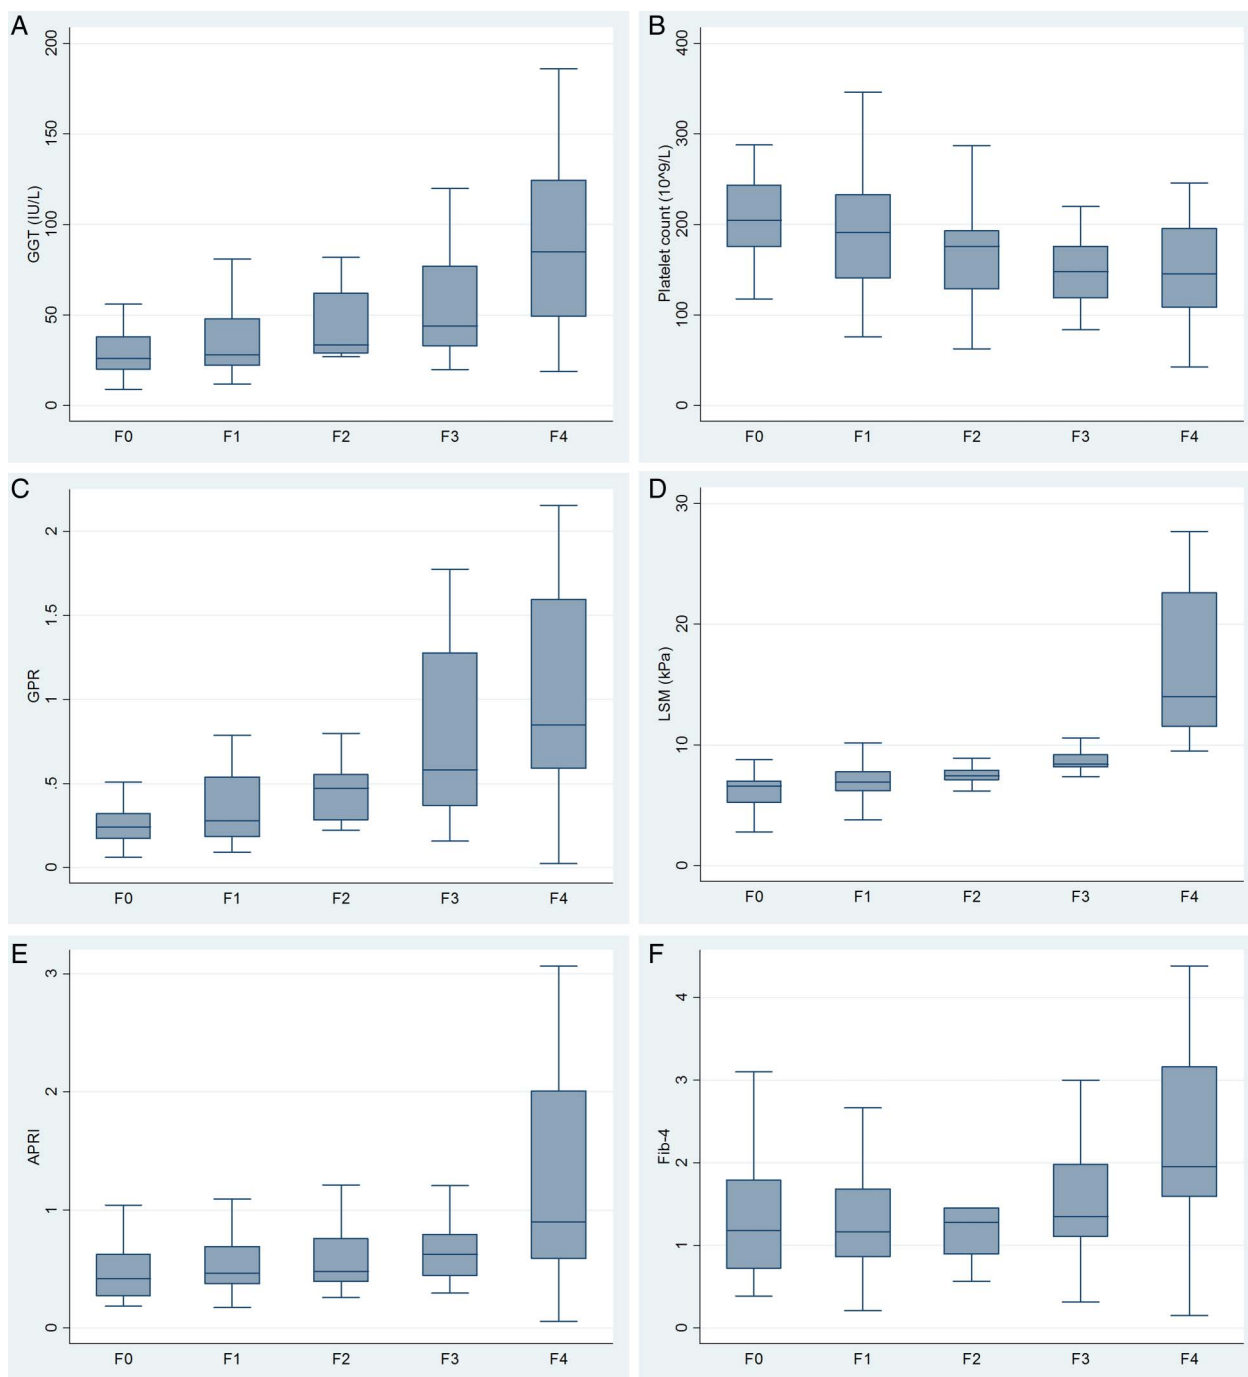 A
GGT (IU/L)
200
150
100
50
0
F0 F1 F2 F3 F4
B
Platelet count (10^9/L)
400
300
200
100
0
F0 F1 F2 F3 F4
C
GPR
2
1.5
1
.5
0
F0 F1 F2 F3 F4
D
LSM (kPa)
30
20
10
0
F0 F1 F2 F3 F4
E
APRI
3
2
1
0
F0 F1 F2 F3 F4
F
Fib-4
4
3
2
1
0
F0 F1 F2 F3 F4